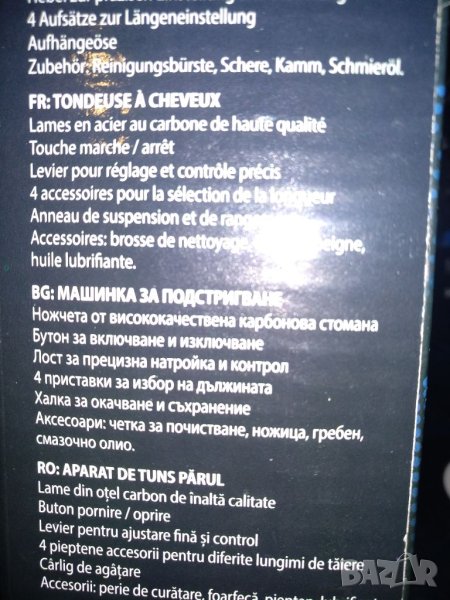 4 Aufsätze zur Längeneinstellung
Aufhängeöse
Zubehör: Reinigungsbürste, Schere, Kamm, Schmieröl.
FR: TONDEUSE À CHEVEUX
Lames en acier au carbone de haute qualité
Touche marche / arrêt
Levier pour réglage et contrôle précis
4 accessoires pour la sélection de la longueur
Anneau de suspension et de
Accessoires: brosse de nettoyage, peigne,
huile lubrifiante.
BG: МАШИНКА ЗА ПОДСТРИГВАНЕ
Ножчета от висококачествена карбонова стомана
Бутон за включване и изключване
Лост за прецизна натройка и контрол
4 приставки за избор на дължината
Халка за окачване и съхранение
Аксесоари: четка за почистване, ножица, гребен,
смазочно олио.
RO: APARAT DE TUNS PĂRUL
Lame din oțel carbon de înaltă calitate
Buton pornire / oprire
Levier pentru ajustare fină și control
4 pieptene accesorii pentru diferite lungimi de tăiere
Cârlig de agățare
Accesorii: perie de curățare, foarfecă, piepten,
BAZAR